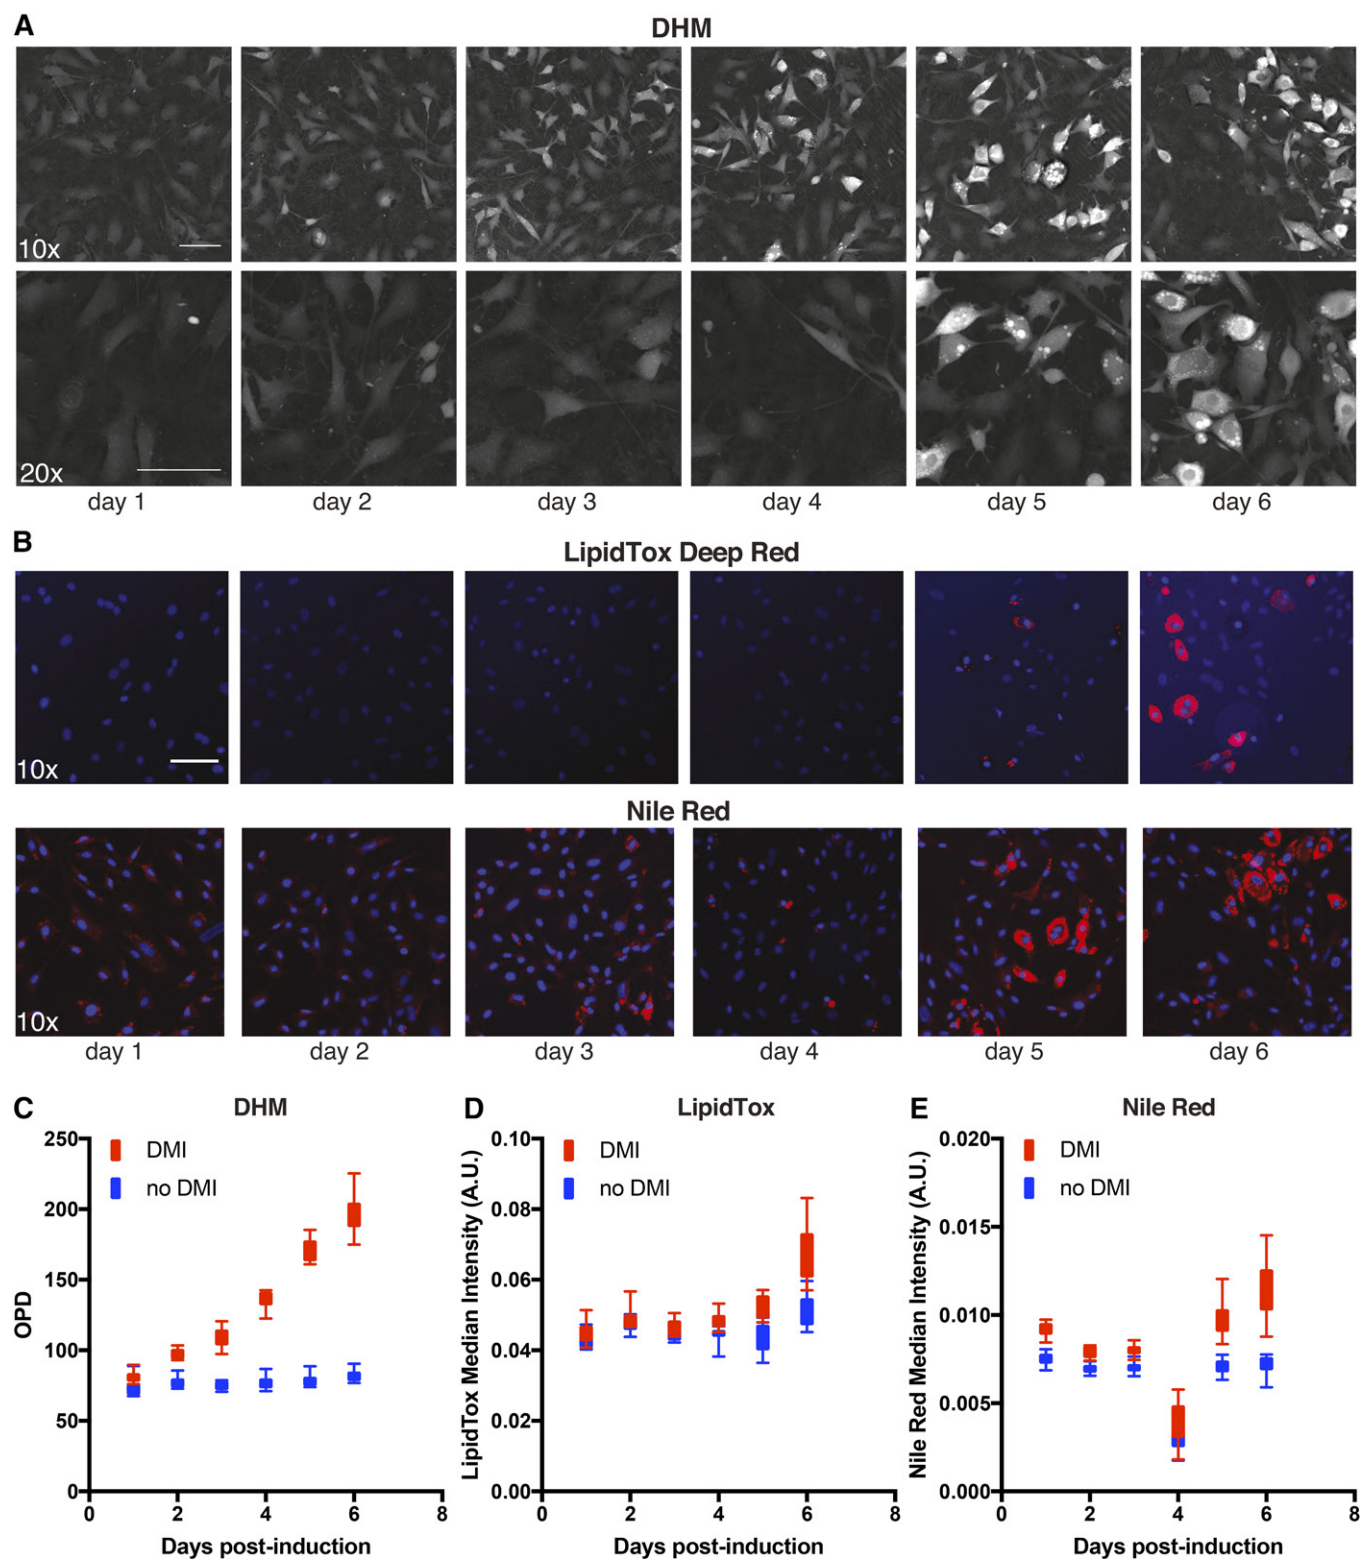 A
DHM
10x
20x
day 1 day 2 day 3 day 4 day 5 day 6
B
LipidTox Deep Red
10x
Nile Red
10x
day 1 day 2 day 3 day 4 day 5 day 6
C
DHM
DMI
no DMI
250
200
150
100
50
0
OPD
0 2 4 6 8
Days post-induction
D
LipidTox
DMI
no DMI
0.10
0.08
0.06
0.04
0.02
0.00
LipidTox Median Intensity (A.U.)
0 2 4 6 8
Days post-induction
E
Nile Red
DMI
no DMI
0.020
0.015
0.010
0.005
0.000
Nile Red Median Intensity (A.U.)
0 2 4 6 8
Days post-induction